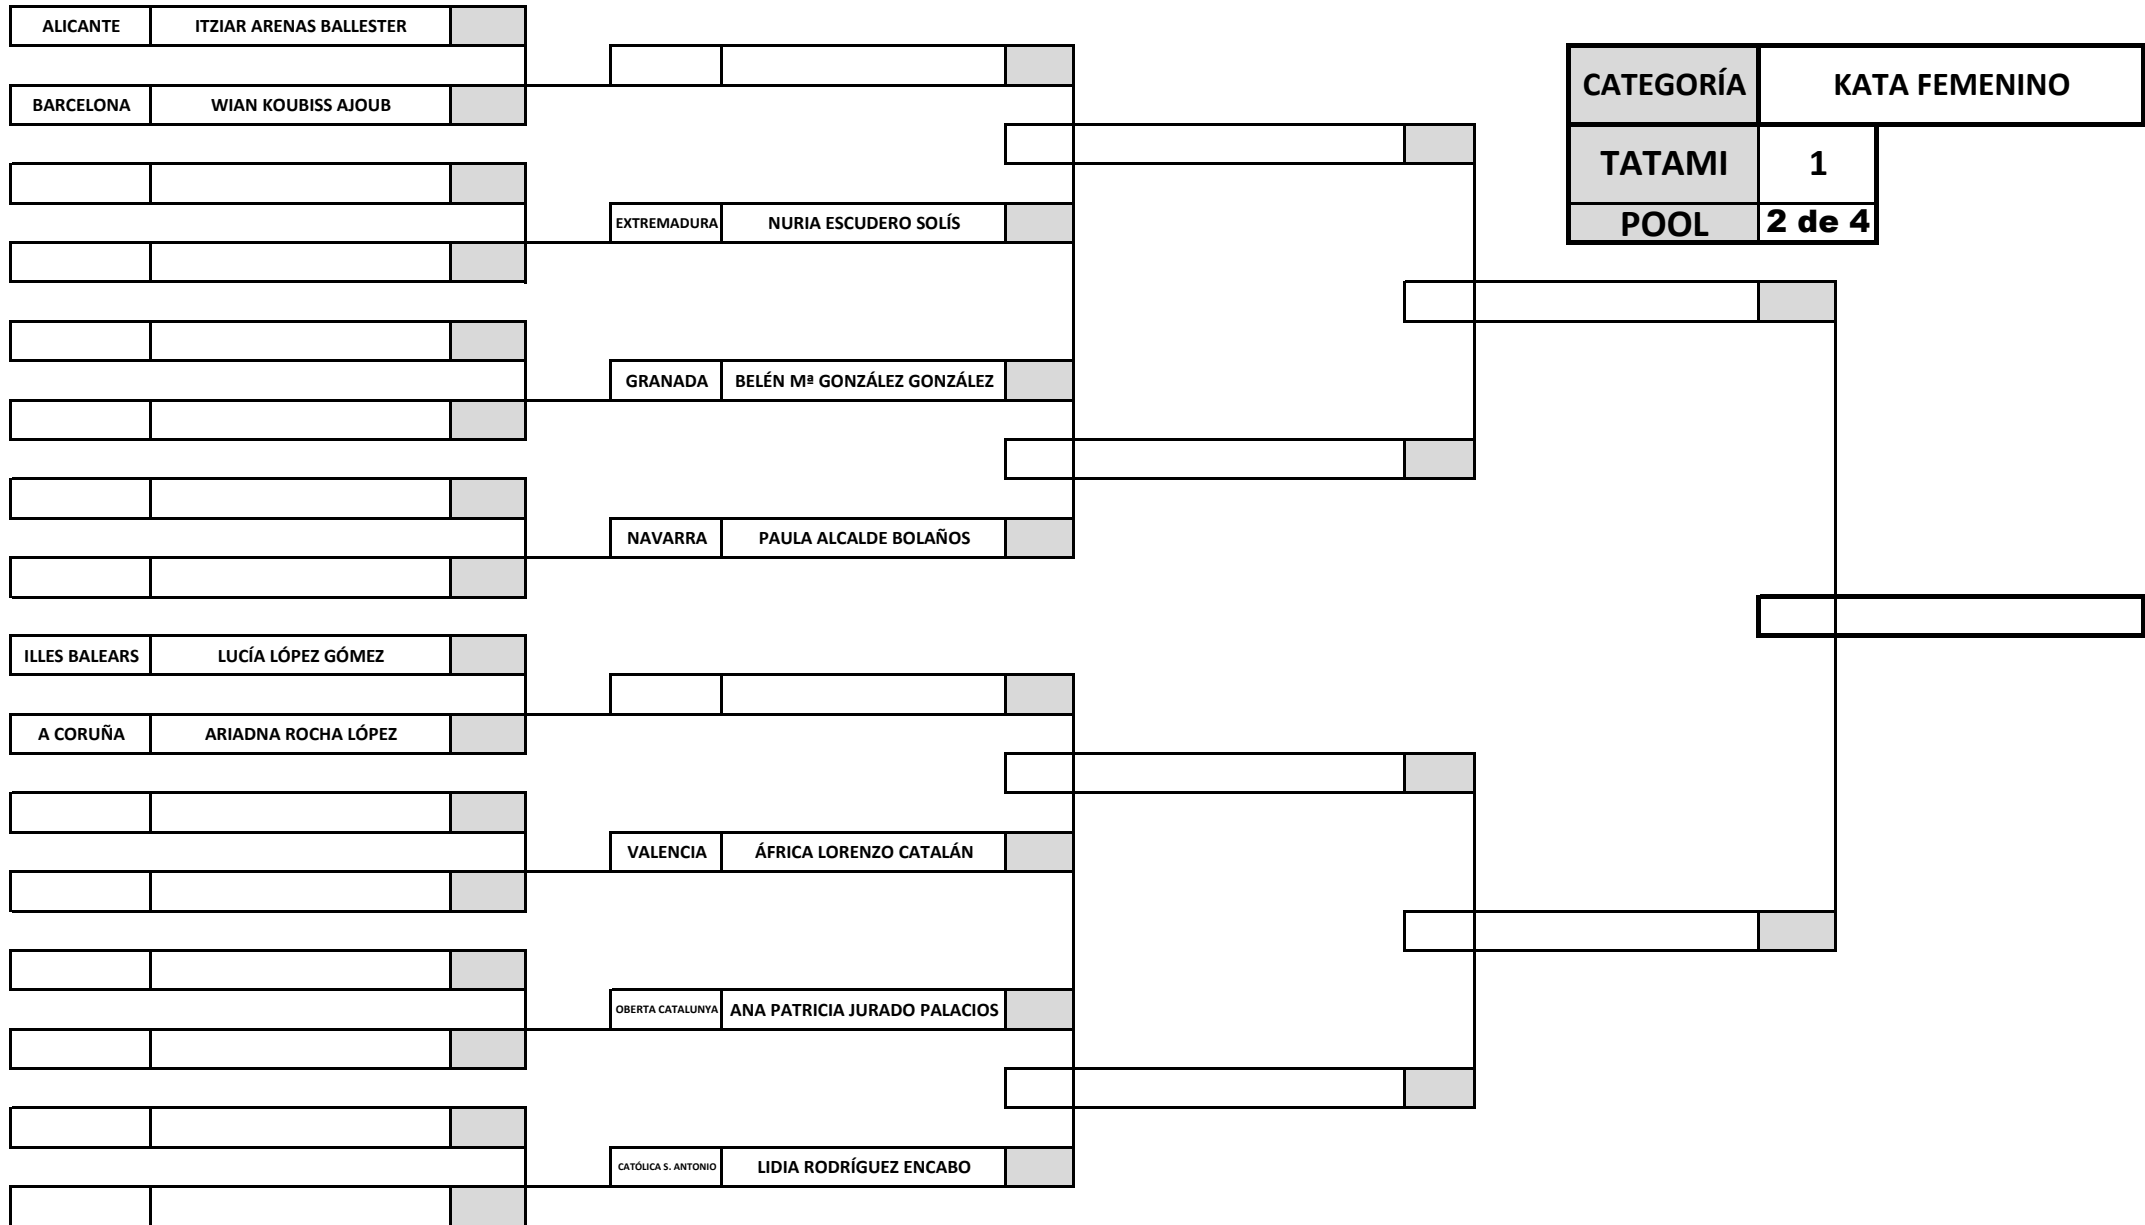 ALICANTE ITZIAR ARENAS BALLESTER
BARCELONA WIAN KOUBISS AJOUB
CATEGORÍA KATA FEMENINO
TATAMI 1
POOL 2 de 4
EXTREMADURA NURIA ESCUDERO SOLÍS
GRANADA BELÉN Mª GONZÁLEZ GONZÁLEZ
NAVARRA PAULA ALCALDE BOLAÑOS
ILLES BALEARS LUCÍA LÓPEZ GÓMEZ
A CORUÑA ARIADNA ROCHA LÓPEZ
VALENCIA ÁFRICA LORENZO CATALÁN
OBERTA CATALUNYA ANA PATRICIA JURADO PALACIOS
CATÓLICA S. ANTONIO LIDIA RODRÍGUEZ ENCABO